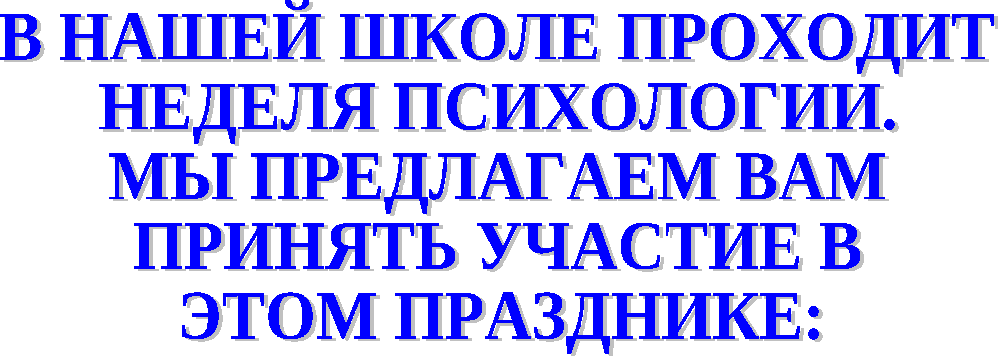 В НАШЕЙ ШКОЛЕ ПРОХОДИТ
НЕДЕЛЯ ПСИХОЛОГИИ.
МЫ ПРЕДЛАГАЕМ ВАМ
ПРИНЯТЬ УЧАСТИЕ В
ЭТОМ ПРАЗДНИКЕ: